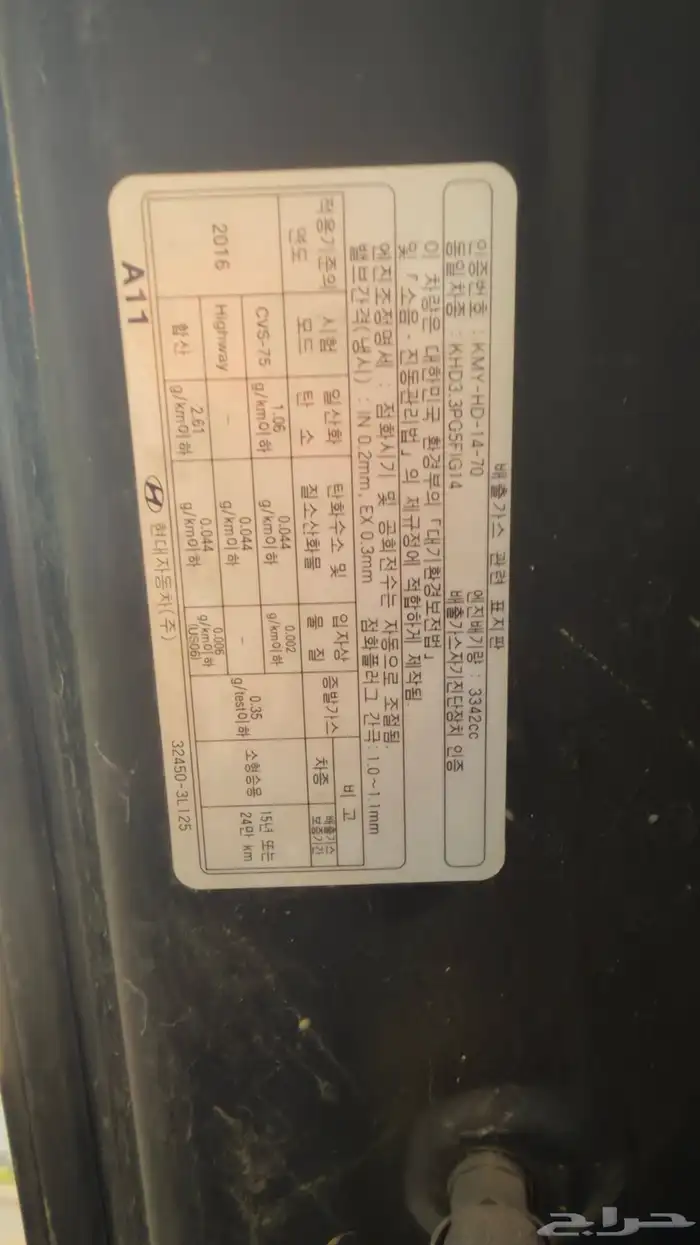 배출가스 관련 표지판
인증번호 : KMY-HD-14-70 엔진배기량 : 3342cc
동일차종 : KHD3.3PG5FIG14 배출가스자기진단장치 인증
이 차량은 대한민국 환경부의 「대기환경보전법」
및 「소음·진동관리법」의 제규정에 적합하게 제작됨.
엔진조정명세 : 점화시기 및 공회전수는 자동으로 조절됨.
밸브간격(냉시) : IN 0.2mm, EX 0.3mm 점화플러그 간극: 1.0~1.1mm
적용기준의 연도 시험 모드 일산화 탄소 탄화수소 및 질소산화물 입자상 물질 증발가스 비고
차종 배출가스 보증기간
2016 CVS-75 1.06 g/km이하 0.044 g/km이하 0.002 g/km이하 0.35 g/test이하 소형승용 15년 또는 24만 km
Highway - 0.044 g/km이하 -
합산 2.61 g/km이하 0.044 g/km이하 0.006 g/km이하 (US06)
A11 현대자동차(주) 32450-3L125
حراج